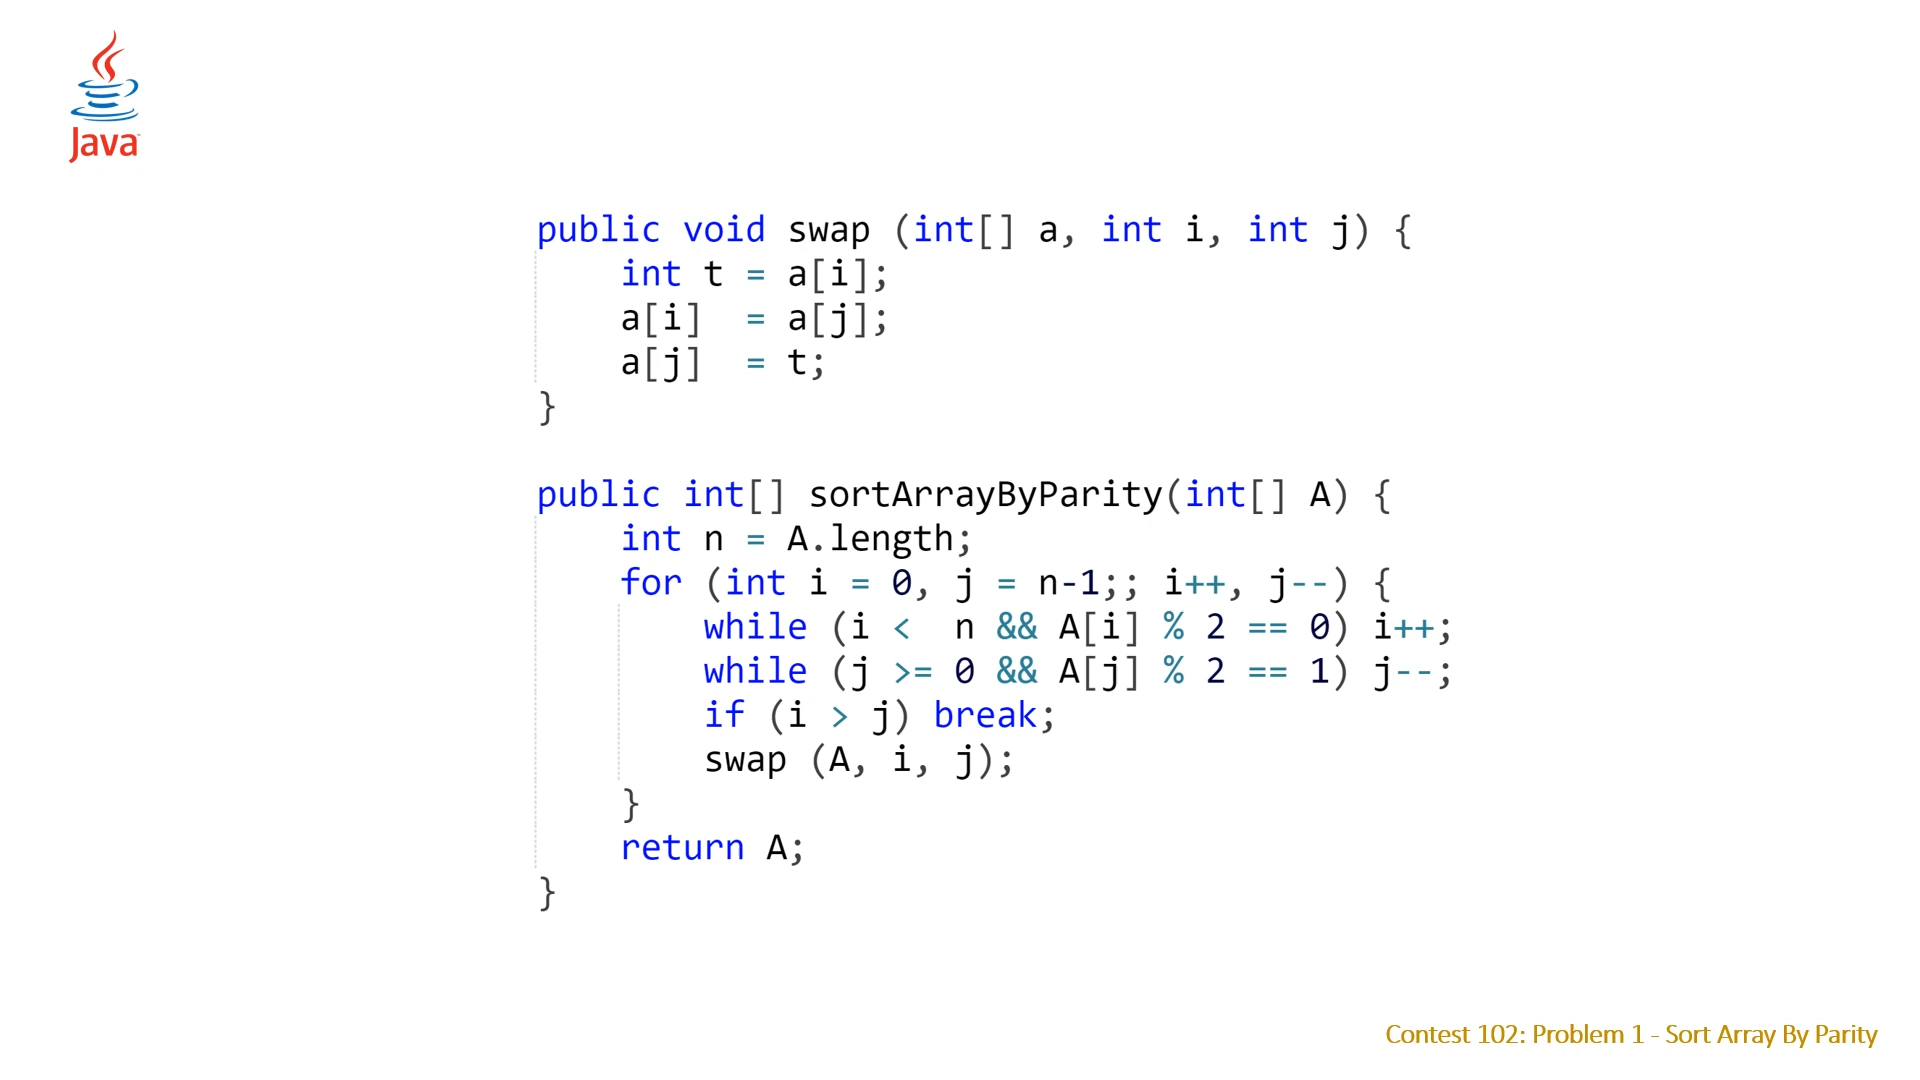 Java
public void swap (int[] a, int i, int j) {
    int t = a[i];
    a[i]  = a[j];
    a[j]  = t;
}
public int[] sortArrayByParity(int[] A) {
    int n = A.length;
    for (int i = 0, j = n-1;; i++, j--) {
        while (i <  n && A[i] % 2 == 0) i++;
        while (j >= 0 && A[j] % 2 == 1) j--;
        if (i > j) break;
        swap (A, i, j);
    }
    return A;
}
Contest 102: Problem 1 - Sort Array By Parity